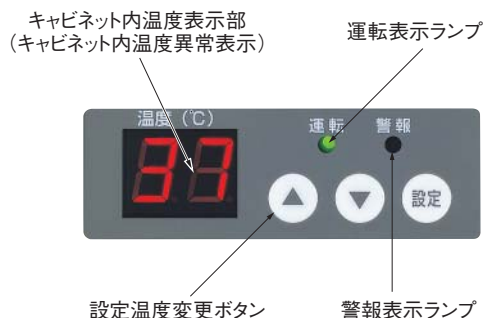 キャビネット内温度表示部
（キャビネット内温度異常表示）
運転表示ランプ
温度（℃）
運転
警報
37
設定
設定温度変更ボタン
警報表示ランプ